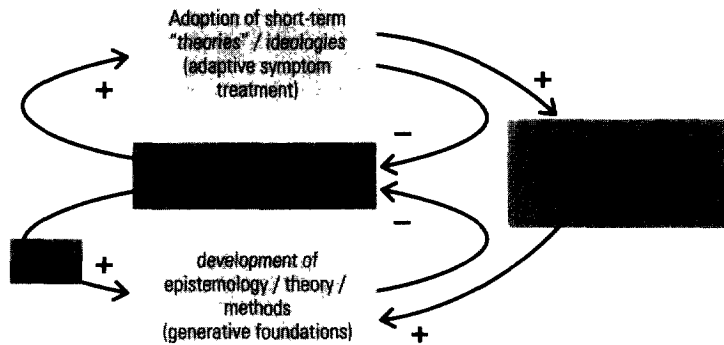 Adoption of short-term
"theories" / ideologies
(adaptive symptom
treatment)
+
+
−
−
+
development of
epistemology / theory /
methods
(generative foundations)
+